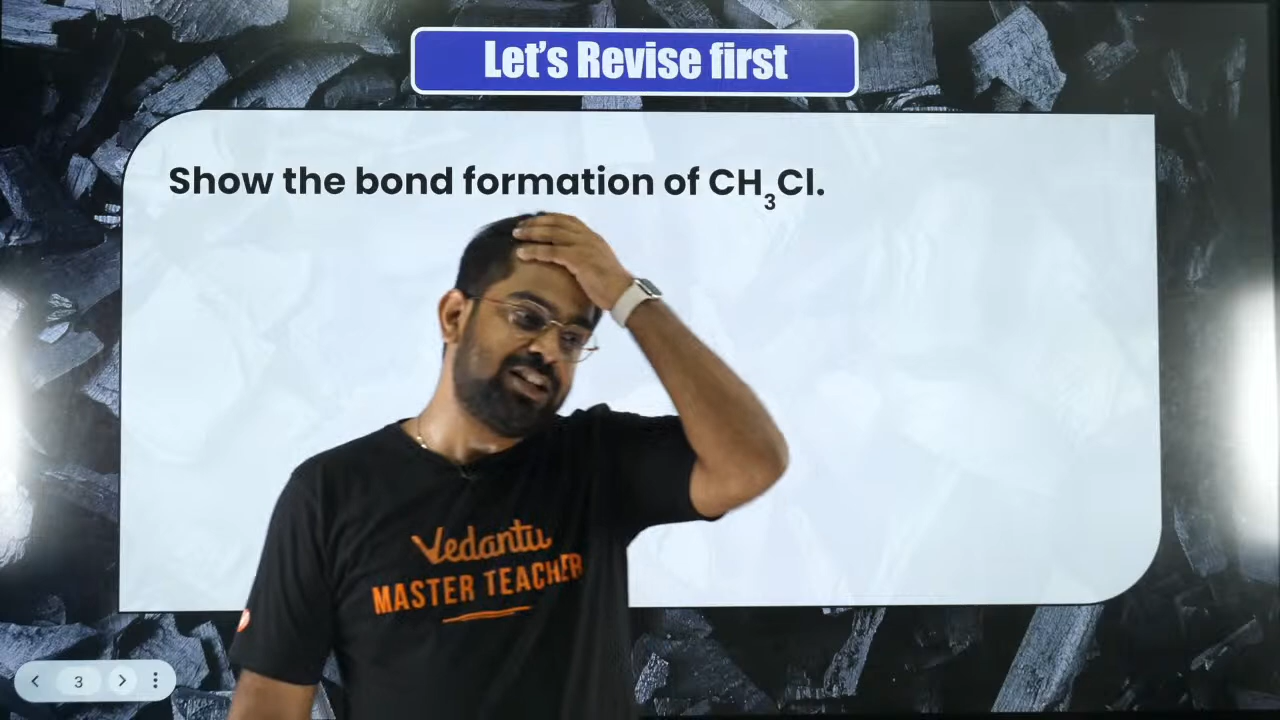 Let's Revise first
Show the bond formation of CH₃Cl.
Vedantu
MASTER TEACHER
3